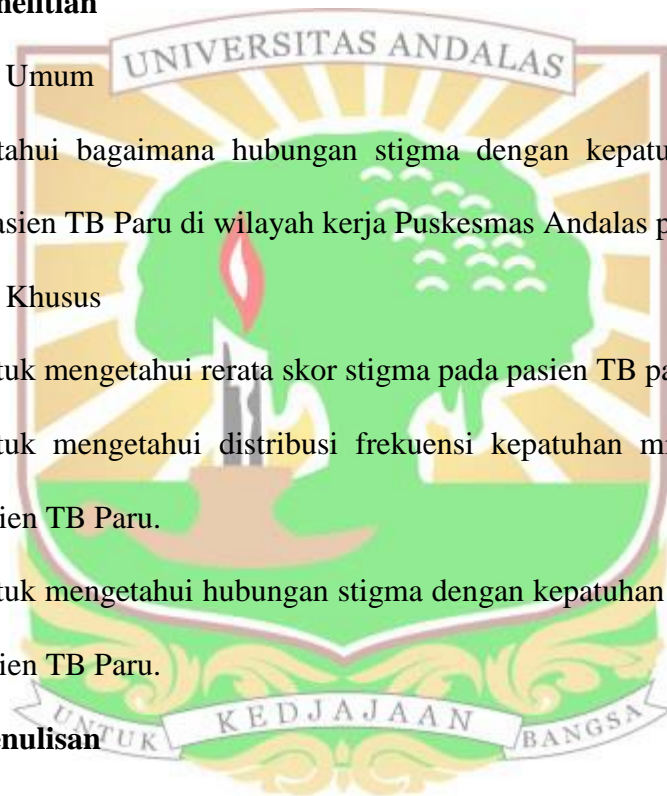 nelitian
UNIVERSITAS ANDALAS
Umum
tahui bagaimana hubungan stigma dengan kepatu
asien TB Paru di wilayah kerja Puskesmas Andalas p
Khusus
tuk mengetahui rerata skor stigma pada pasien TB pa
tuk mengetahui distribusi frekuensi kepatuhan mi
ien TB Paru.
tuk mengetahui hubungan stigma dengan kepatuhan
ien TB Paru.
UNTUK KEDJAJAAN BANGSA
enulisan